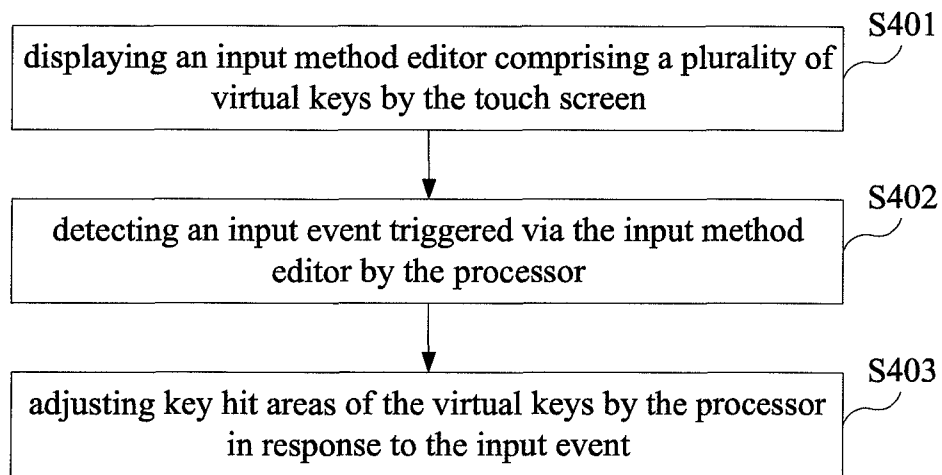 S401
displaying an input method editor comprising a plurality of
virtual keys by the touch screen
S402
detecting an input event triggered via the input method
editor by the processor
S403
adjusting key hit areas of the virtual keys by the processor
in response to the input event